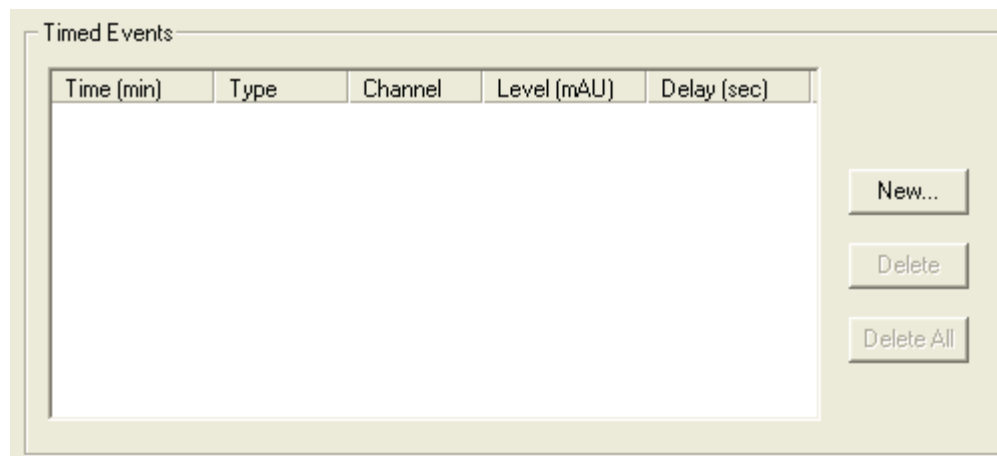 Timed Events
Time (min) Type Channel Level (mAU) Delay (sec)
New...
Delete
Delete All